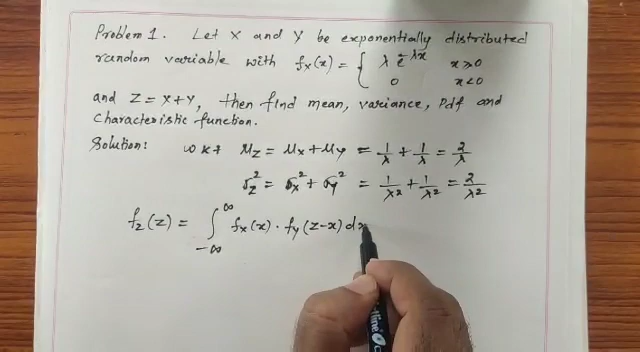 Problem 1. Let X and Y be exponentially distributed
random variable with fx(x) = { λ e^-λx x≥0
0 x<0
and Z = X+Y, then find mean, variance, Pdf and
Characteristic function.
Solution: w k t μz = μx + μy = 1/λ + 1/λ = 2/λ
σz² = σx² + σy² = 1/λ² + 1/λ² = 2/λ²
fz(z) = ∫_-∞^∞ fx(x) · fy(z-x) dx